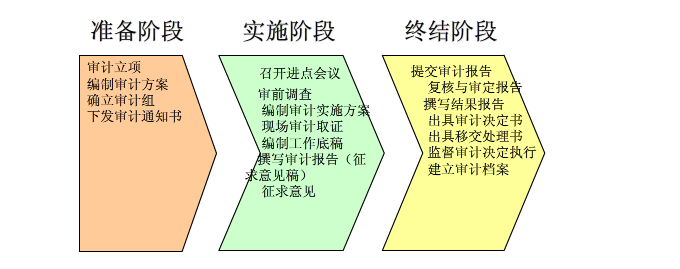 准备阶段
审计立项
编制审计方案
确立审计组
下发审计通知书
实施阶段
召开进点会议
审前调查
编制审计实施方案
现场审计取证
编制工作底稿
撰写审计报告（征
求意见稿）
征求意见
终结阶段
提交审计报告
复核与审定报告
撰写结果报告
出具审计决定书
出具移交处理书
监督审计决定执行
建立审计档案